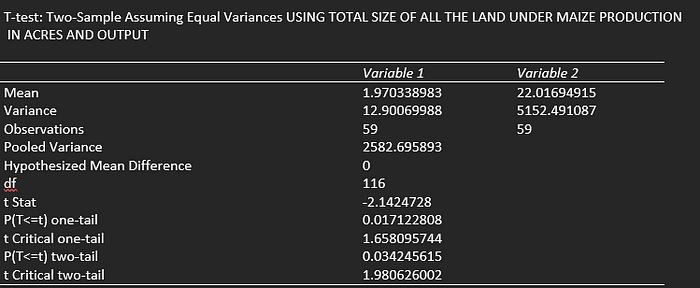 T-test: Two-Sample Assuming Equal Variances USING TOTAL SIZE OF ALL THE LAND UNDER MAIZE PRODUCTION
IN ACRES AND OUTPUT
Variable 1 Variable 2
Mean 1.970338983 22.01694915
Variance 12.90069988 5152.491087
Observations 59 59
Pooled Variance 2582.695893
Hypothesized Mean Difference 0
df 116
t Stat -2.1424728
P(T<=t) one-tail 0.017122808
t Critical one-tail 1.658095744
P(T<=t) two-tail 0.034245615
t Critical two-tail 1.980626002